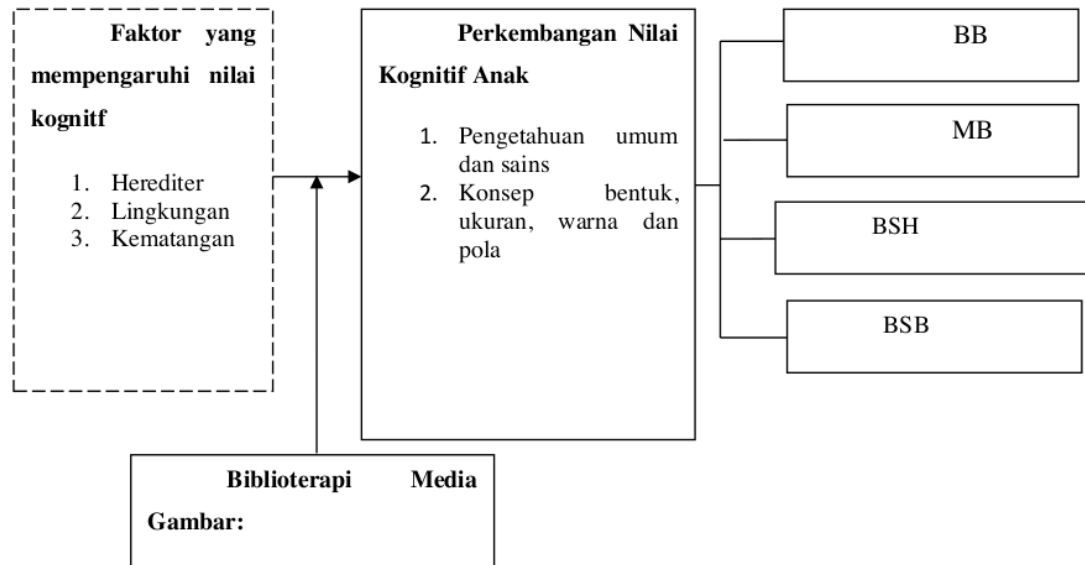 Faktor yang
mempengaruhi nilai
kognitf
1. Herediter
2. Lingkungan
3. Kematangan
Perkembangan Nilai
Kognitif Anak
1. Pengetahuan umum
dan sains
2. Konsep bentuk,
ukuran, warna dan
pola
BB
MB
BSH
BSB
Biblioterapi Media
Gambar: